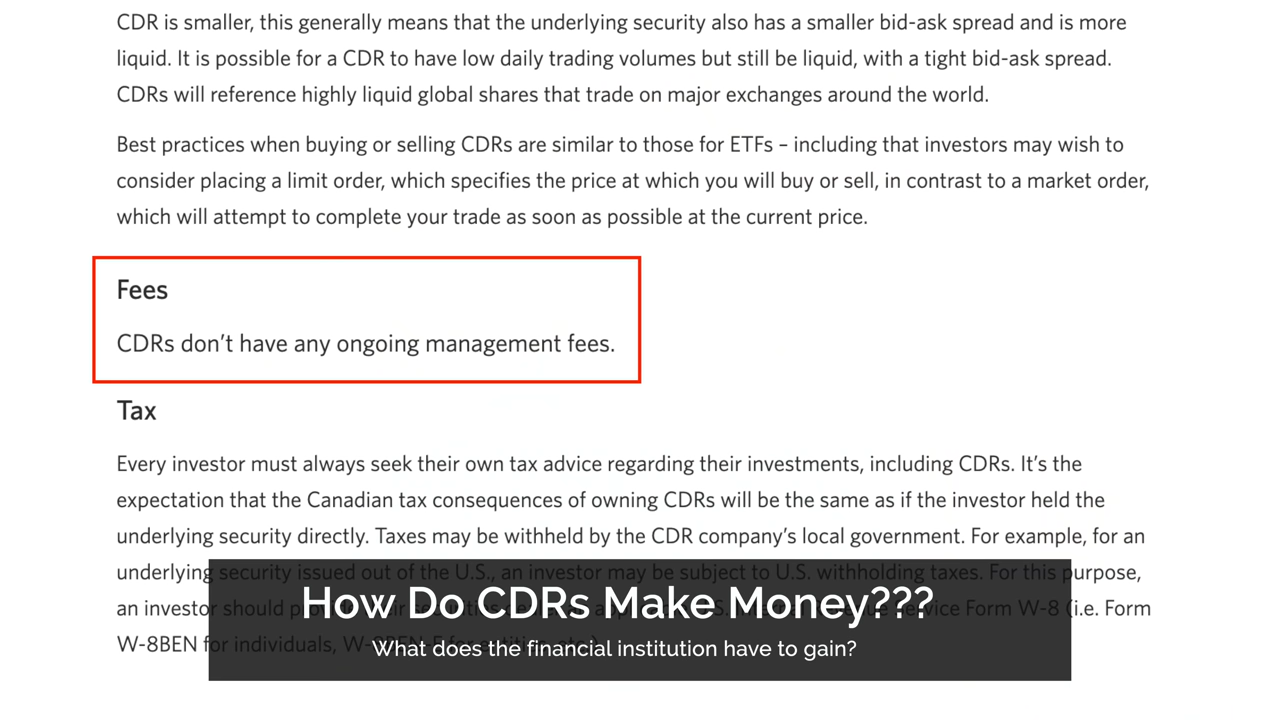 CDR is smaller, this generally means that the underlying security also has a smaller bid-ask spread and is more
liquid. It is possible for a CDR to have low daily trading volumes but still be liquid, with a tight bid-ask spread.
CDRs will reference highly liquid global shares that trade on major exchanges around the world.
Best practices when buying or selling CDRs are similar to those for ETFs – including that investors may wish to
consider placing a limit order, which specifies the price at which you will buy or sell, in contrast to a market order,
which will attempt to complete your trade as soon as possible at the current price.
Fees
CDRs don't have any ongoing management fees.
Tax
Every investor must always seek their own tax advice regarding their investments, including CDRs. It's the
expectation that the Canadian tax consequences of owning CDRs will be the same as if the investor held the
underlying security directly. Taxes may be withheld by the CDR company's local government. For example, for an
underlying security issued out of the U.S., an investor may be subject to U.S. withholding taxes. For this purpose,
an investor should Service Form W-8 (i.e. Form
W-8BEN for individuals,
How Do CDRs Make Money???
What does the financial institution have to gain?